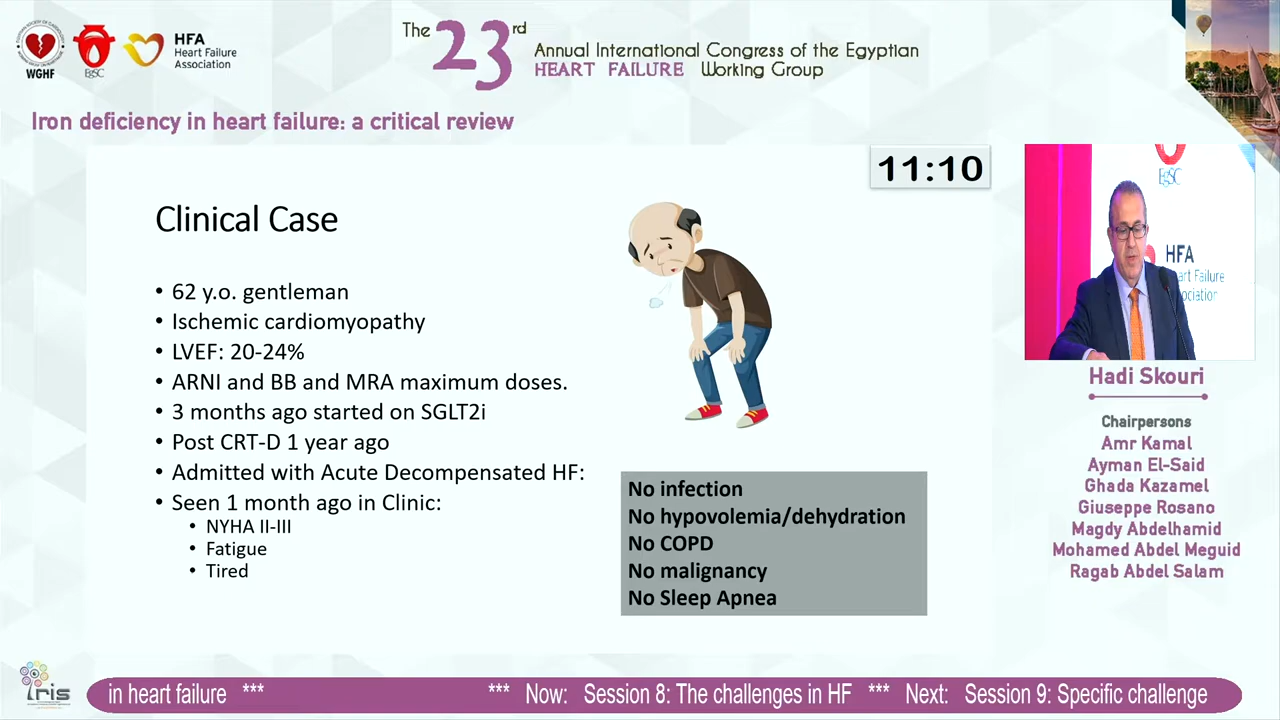 WGHF
EgSC
HFA
Heart Failure
Association
The 23rd
Annual International Congress of the Egyptian
HEART FAILURE Working Group
Iron deficiency in heart failure: a critical review
11:10
Clinical Case
• 62 y.o. gentleman
• Ischemic cardiomyopathy
• LVEF: 20-24%
• ARNI and BB and MRA maximum doses.
• 3 months ago started on SGLT2i
• Post CRT-D 1 year ago
• Admitted with Acute Decompensated HF:
• Seen 1 month ago in Clinic:
• NYHA II-III
• Fatigue
• Tired
No infection
No hypovolemia/dehydration
No COPD
No malignancy
No Sleep Apnea
EgSC
HFA
art Failure
ociation
Hadi Skouri
Chairpersons
Amr Kamal
Ayman El-Said
Ghada Kazamel
Giuseppe Rosano
Magdy Abdelhamid
Mohamed Abdel Meguid
Ragab Abdel Salam
iris
in heart failure *** *** Now: Session 8: The challenges in HF *** Next: Session 9: Specific challenge